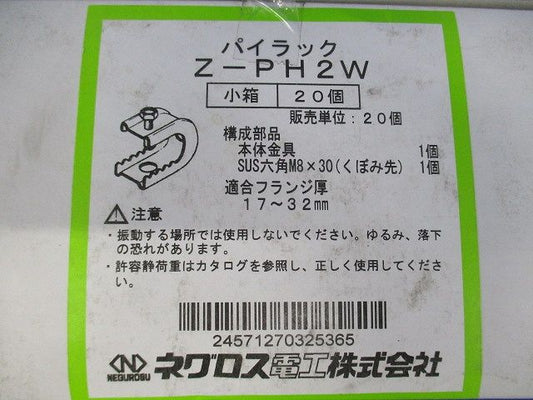 パイラック
Z－PH2W
小箱 20個
販売単位：20個
構成部品
本体金具 1個
SUS六角M8×30(くぼみ先) 1個
適合フランジ厚
17～32mm
注意
・振動する場所では使用しないでください。ゆるみ、落下
の恐れがあります。
・許容静荷重はカタログを参照し、正しく使用してくださ
い。
24571270325365
NEGUROSU ネグロス電工株式会社